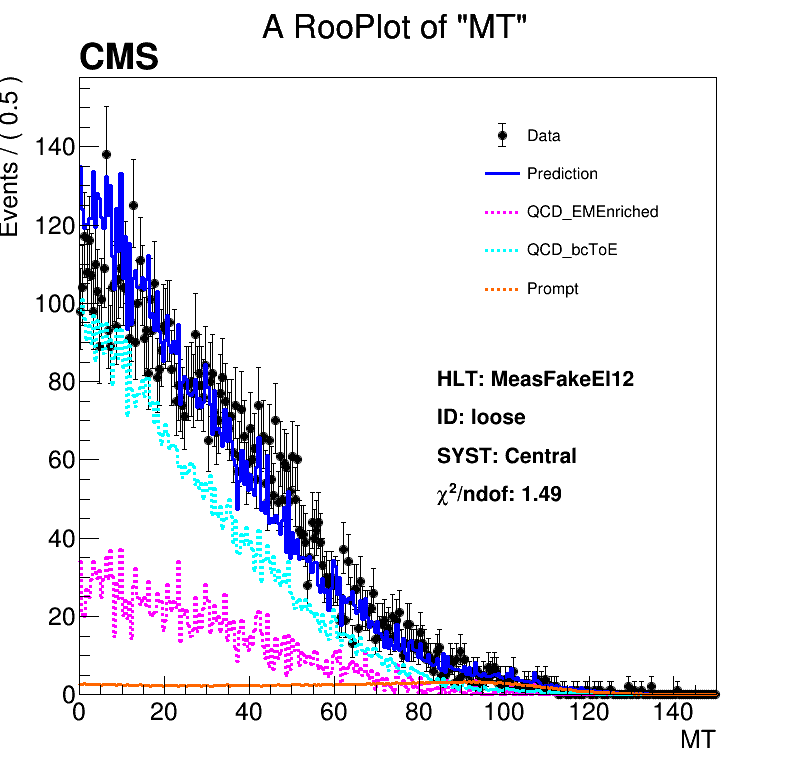 A RooPlot of "MT"
CMS
Events / ( 0.5 )
140
120
100
80
60
40
20
0
Data
Prediction
QCD_EMEnriched
QCD_bcToE
Prompt
HLT: MeasFakeEl12
ID: loose
SYST: Central
χ²/ndof: 1.49
0 20 40 60 80 100 120 140
MT